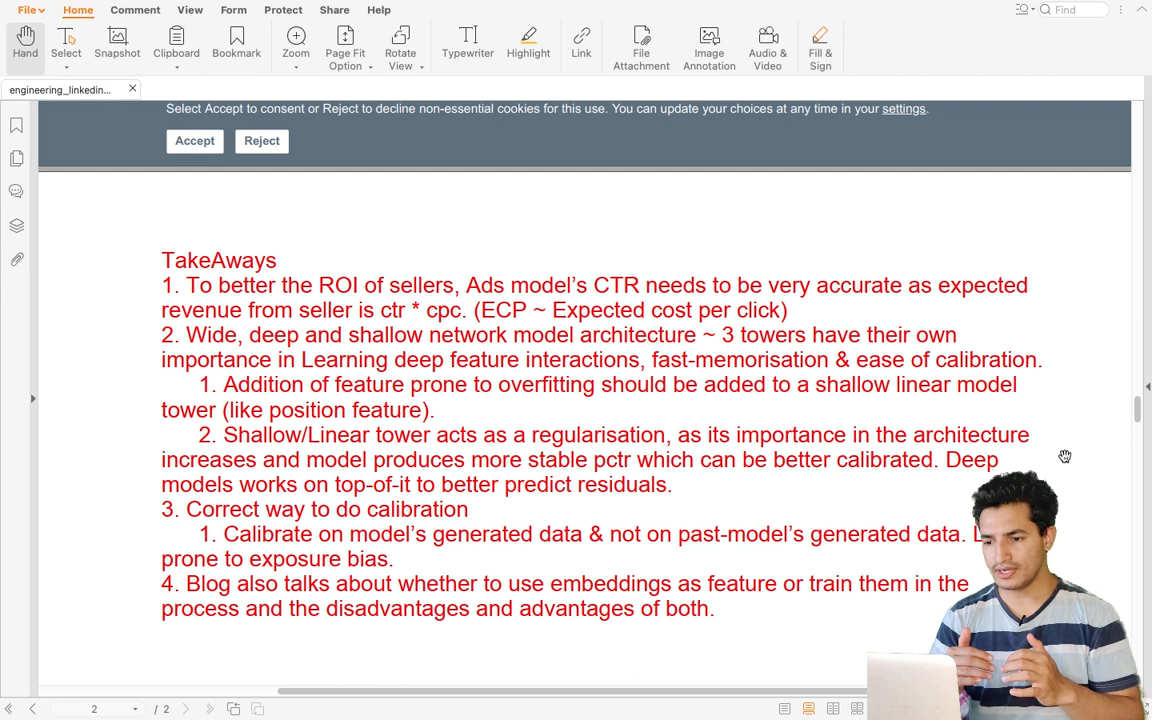 File Home Comment View Form Protect Share Help Find
Hand Select Snapshot Clipboard Bookmark Zoom Page Fit Option Rotate View Typewriter Highlight Link File Attachment Image Annotation Audio & Video Fill & Sign
engineering_linkedin...
Select Accept to consent or Reject to decline non-essential cookies for this use. You can update your choices at any time in your settings.
Accept Reject
TakeAways
1. To better the ROI of sellers, Ads model's CTR needs to be very accurate as expected
revenue from seller is ctr * cpc. (ECP ~ Expected cost per click)
2. Wide, deep and shallow network model architecture ~ 3 towers have their own
importance in Learning deep feature interactions, fast-memorisation & ease of calibration.
1. Addition of feature prone to overfitting should be added to a shallow linear model
tower (like position feature).
2. Shallow/Linear tower acts as a regularisation, as its importance in the architecture
increases and model produces more stable pctr which can be better calibrated. Deep
models works on top-of-it to better predict residuals.
3. Correct way to do calibration
1. Calibrate on model's generated data & not on past-model's generated data.
prone to exposure bias.
4. Blog also talks about whether to use embeddings as feature or train them in the
process and the disadvantages and advantages of both.
2 / 2